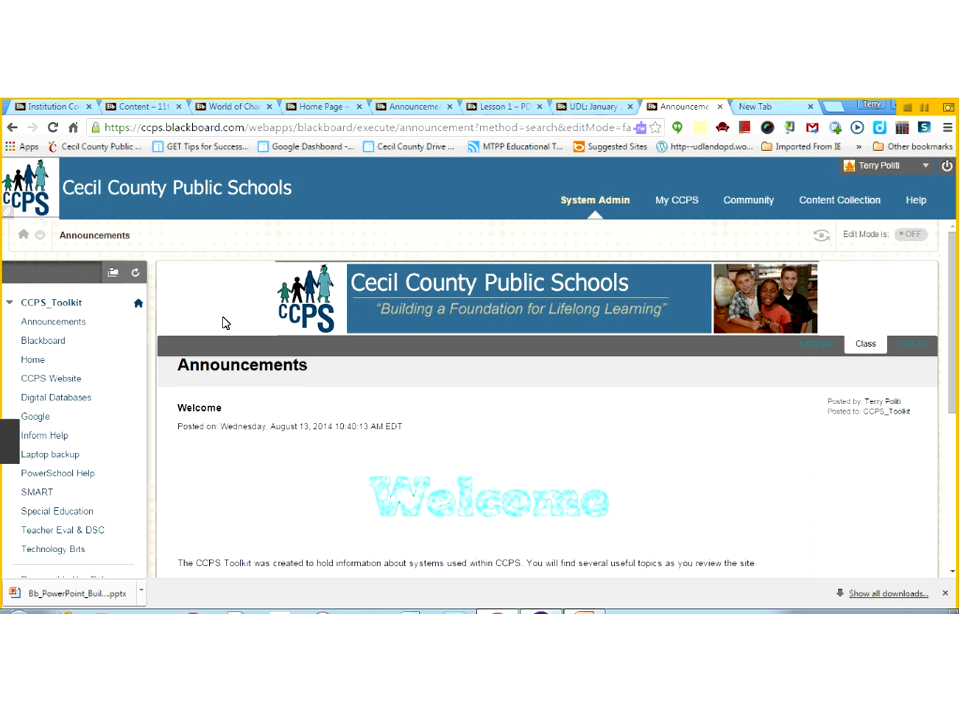 Institution Co
Content – 11t
World of Cha
Home Page –
Announceme
Lesson 1 – PD
UDL: January
Announceme
New Tab
Terry
https://ccps.blackboard.com/webapps/blackboard/execute/announcement?method=search&editMode=fa
Apps
Cecil County Public ...
GET Tips for Success...
Google Dashboard -...
Cecil County Drive ...
MTPP Educational T...
Suggested Sites
http--udlandopd.wo...
Imported From IE
»
Other bookmarks
CCPS
Cecil County Public Schools
Terry Politi
System Admin
My CCPS
Community
Content Collection
Help
Announcements
Edit Mode is:
OFF
CCPS_Toolkit
Announcements
Blackboard
Home
CCPS Website
Digital Databases
Google
Inform Help
Laptop backup
PowerSchool Help
SMART
Special Education
Teacher Eval & DSC
Technology Bits
CCPS
Cecil County Public Schools
"Building a Foundation for Lifelong Learning"
Class
Announcements
Welcome
Posted on: Wednesday, August 13, 2014 10:40:13 AM EDT
Posted by: Terry Politi
Posted to: CCPS_Toolkit
Welcome
The CCPS Toolkit was created to hold information about systems used within CCPS. You will find several useful topics as you review the site
Bb_PowerPoint_Buil....pptx
Show all downloads...